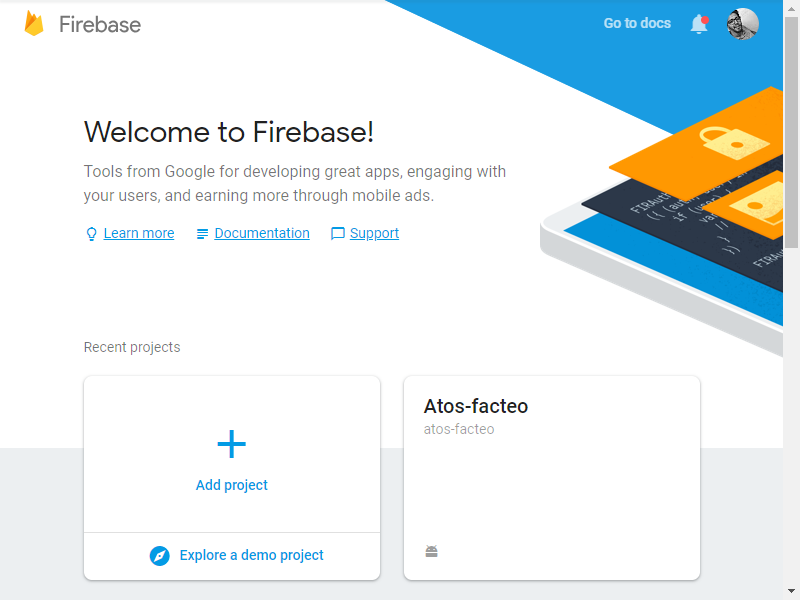 Firebase
Go to docs
Welcome to Firebase!
Tools from Google for developing great apps, engaging with
your users, and earning more through mobile ads.
Learn more
Documentation
Support
Recent projects
Add project
Explore a demo project
Atos-facteo
atos-facteo